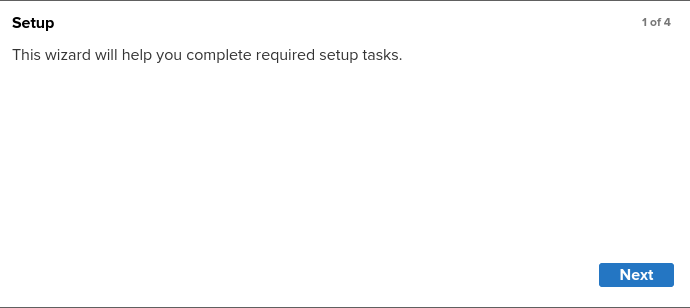 Setup
1 of 4
This wizard will help you complete required setup tasks.
Next